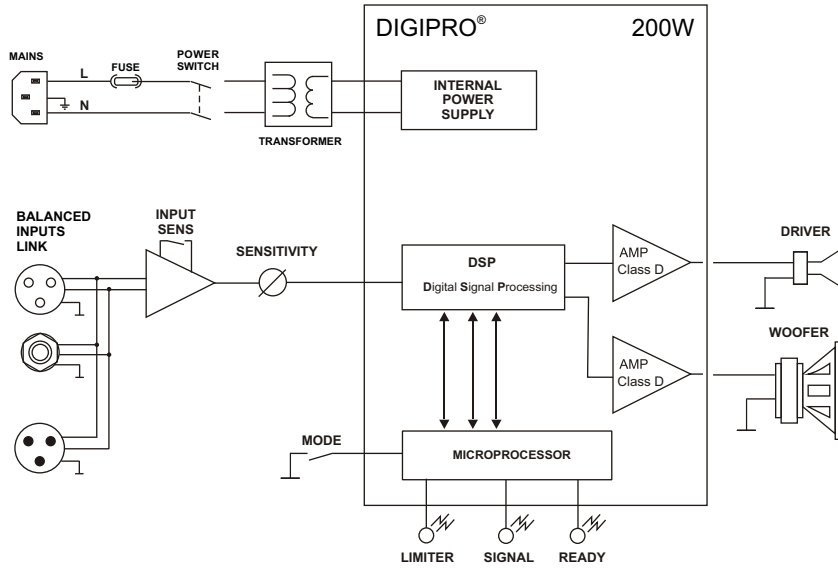 DIGIPRO® 200W
MAINS
L
FUSE
POWER
SWITCH
N
TRANSFORMER
INTERNAL
POWER
SUPPLY
BALANCED
INPUTS
LINK
INPUT
SENS
SENSITIVITY
DSP
Digital Signal Processing
AMP
Class D
DRIVER
AMP
Class D
WOOFER
MODE
MICROPROCESSOR
LIMITER SIGNAL READY